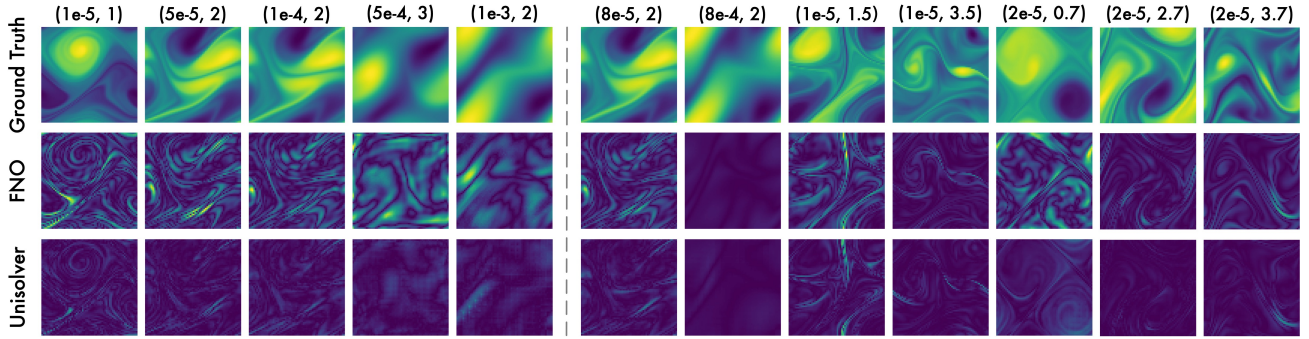 (1e-5, 1) (5e-5, 2) (1e-4, 2) (5e-4, 3) (1e-3, 2) (8e-5, 2) (8e-4, 2) (1e-5, 1.5) (1e-5, 3.5) (2e-5, 0.7) (2e-5, 2.7) (2e-5, 3.7)
Ground Truth
FNO
Unisolver